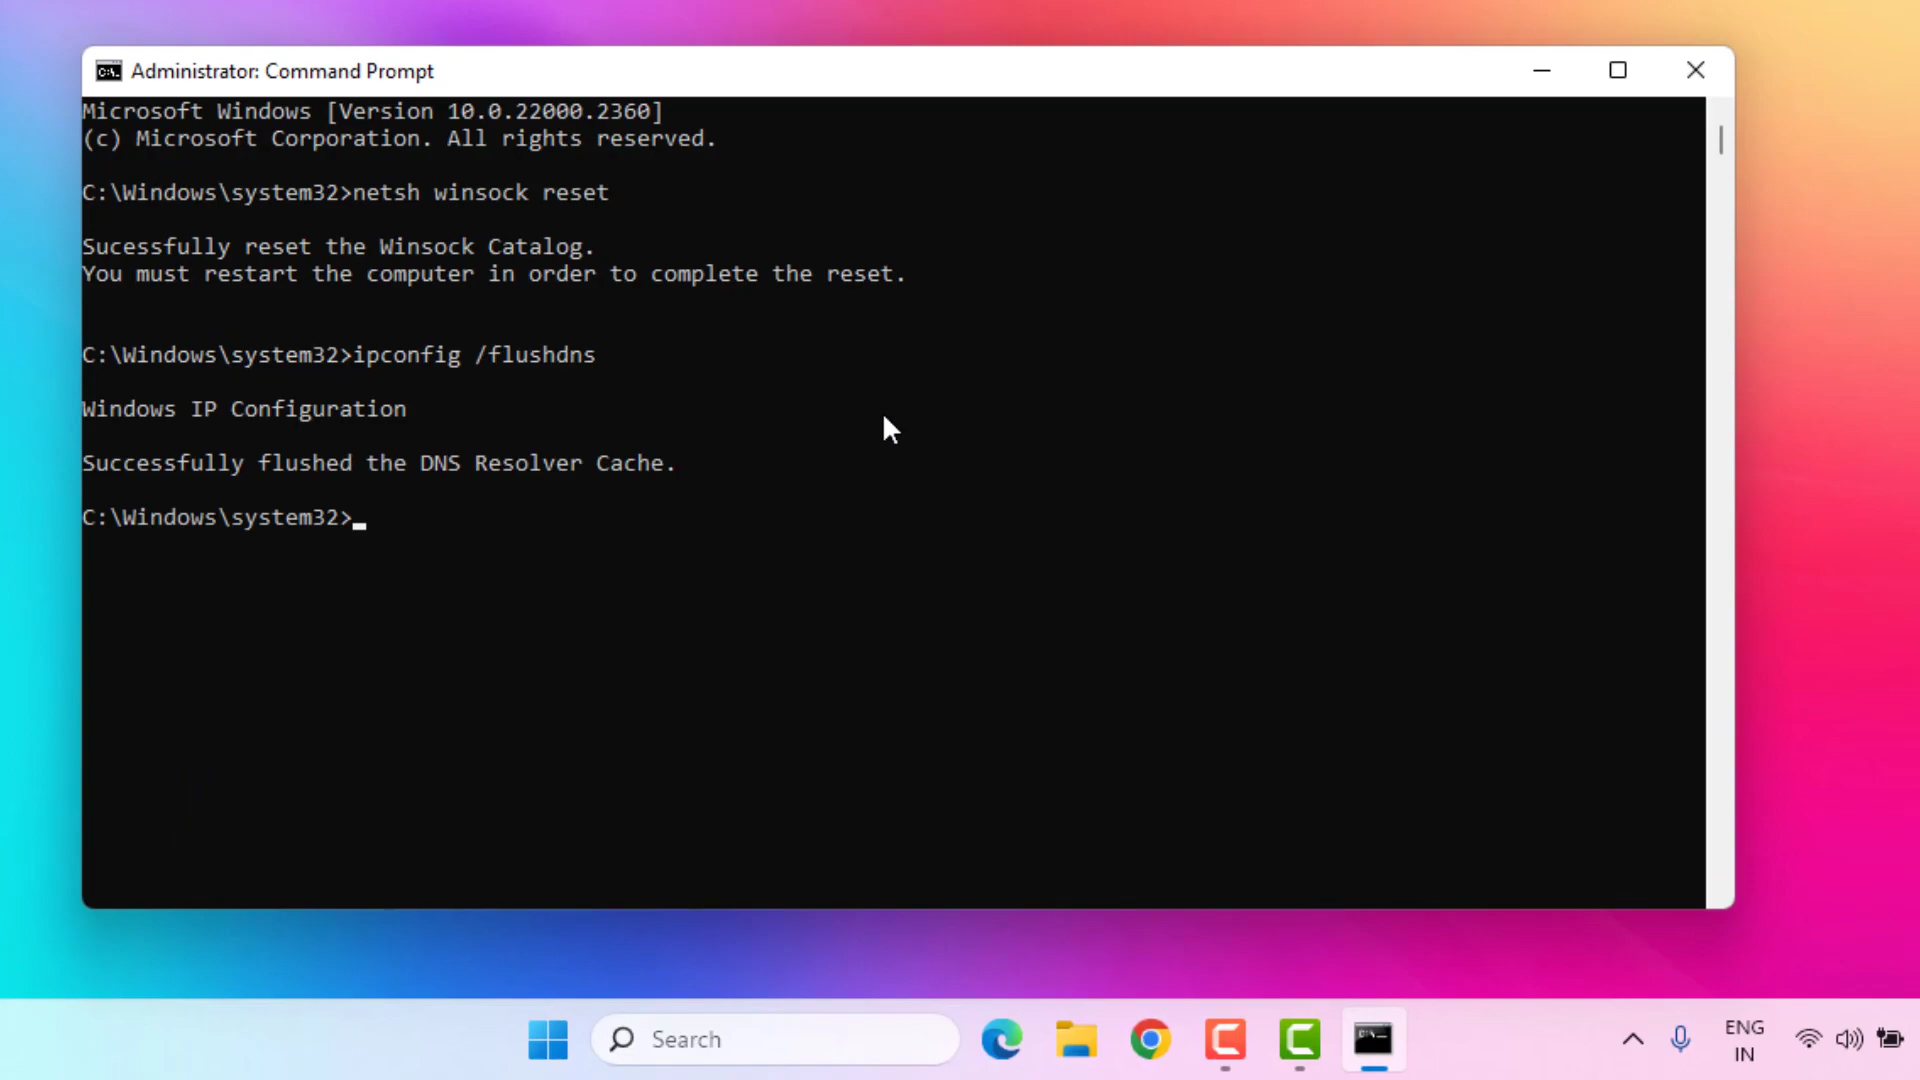 Administrator: Command Prompt
Microsoft Windows [Version 10.0.22000.2360]
(c) Microsoft Corporation. All rights reserved.
C:\Windows\system32>netsh winsock reset
Sucessfully reset the Winsock Catalog.
You must restart the computer in order to complete the reset.
C:\Windows\system32>ipconfig /flushdns
Windows IP Configuration
Successfully flushed the DNS Resolver Cache.
C:\Windows\system32>
Search
ENG
IN